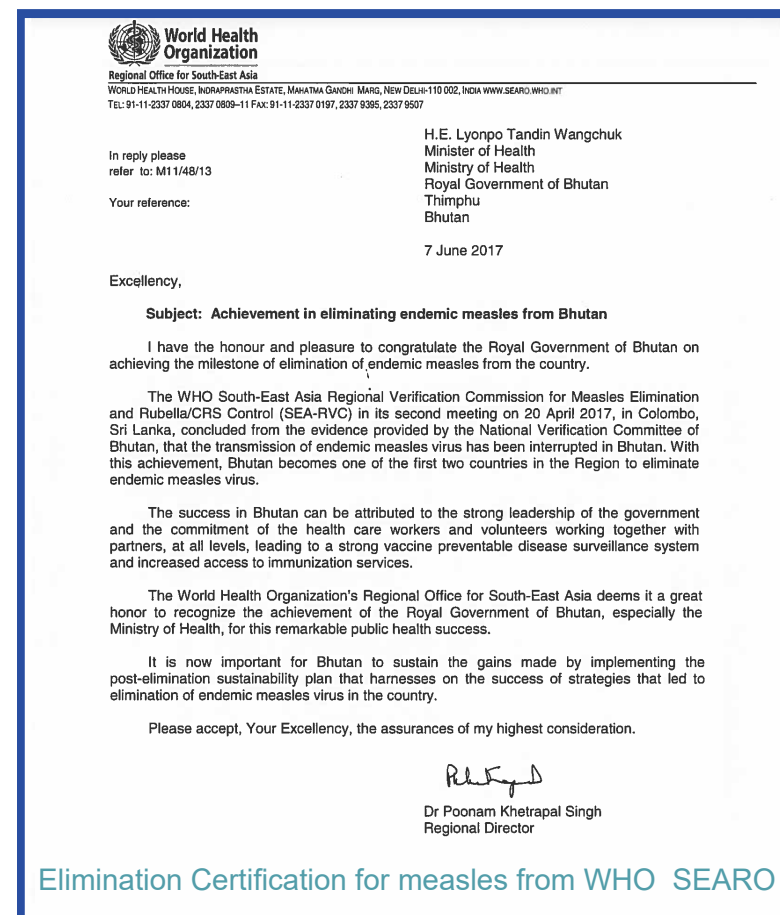 World Health
Organization
Regional Office for South-East Asia
WORLD HEALTH HOUSE, INDRAPRASTHA ESTATE, MAHATMA GANDHI MARG, NEW DELHI-110 002, INDIA WWW.SEARO.WHO.INT
TEL: 91-11-2337 0804, 2337 0809–11 FAX: 91-11-2337 0197, 2337 9395, 2337 9507
H.E. Lyonpo Tandin Wangchuk
Minister of Health
Ministry of Health
Royal Government of Bhutan
Thimphu
Bhutan
In reply please
refer to: M11/48/13
Your reference:
7 June 2017
Excellency,
Subject: Achievement in eliminating endemic measles from Bhutan
I have the honour and pleasure to congratulate the Royal Government of Bhutan on
achieving the milestone of elimination of endemic measles from the country.
The WHO South-East Asia Regional Verification Commission for Measles Elimination
and Rubella/CRS Control (SEA-RVC) in its second meeting on 20 April 2017, in Colombo,
Sri Lanka, concluded from the evidence provided by the National Verification Committee of
Bhutan, that the transmission of endemic measles virus has been interrupted in Bhutan. With
this achievement, Bhutan becomes one of the first two countries in the Region to eliminate
endemic measles virus.
The success in Bhutan can be attributed to the strong leadership of the government
and the commitment of the health care workers and volunteers working together with
partners, at all levels, leading to a strong vaccine preventable disease surveillance system
and increased access to immunization services.
The World Health Organization's Regional Office for South-East Asia deems it a great
honor to recognize the achievement of the Royal Government of Bhutan, especially the
Ministry of Health, for this remarkable public health success.
It is now important for Bhutan to sustain the gains made by implementing the
post-elimination sustainability plan that harnesses on the success of strategies that led to
elimination of endemic measles virus in the country.
Please accept, Your Excellency, the assurances of my highest consideration.
Dr Poonam Khetrapal Singh
Regional Director
Elimination Certification for measles from WHO SEARO